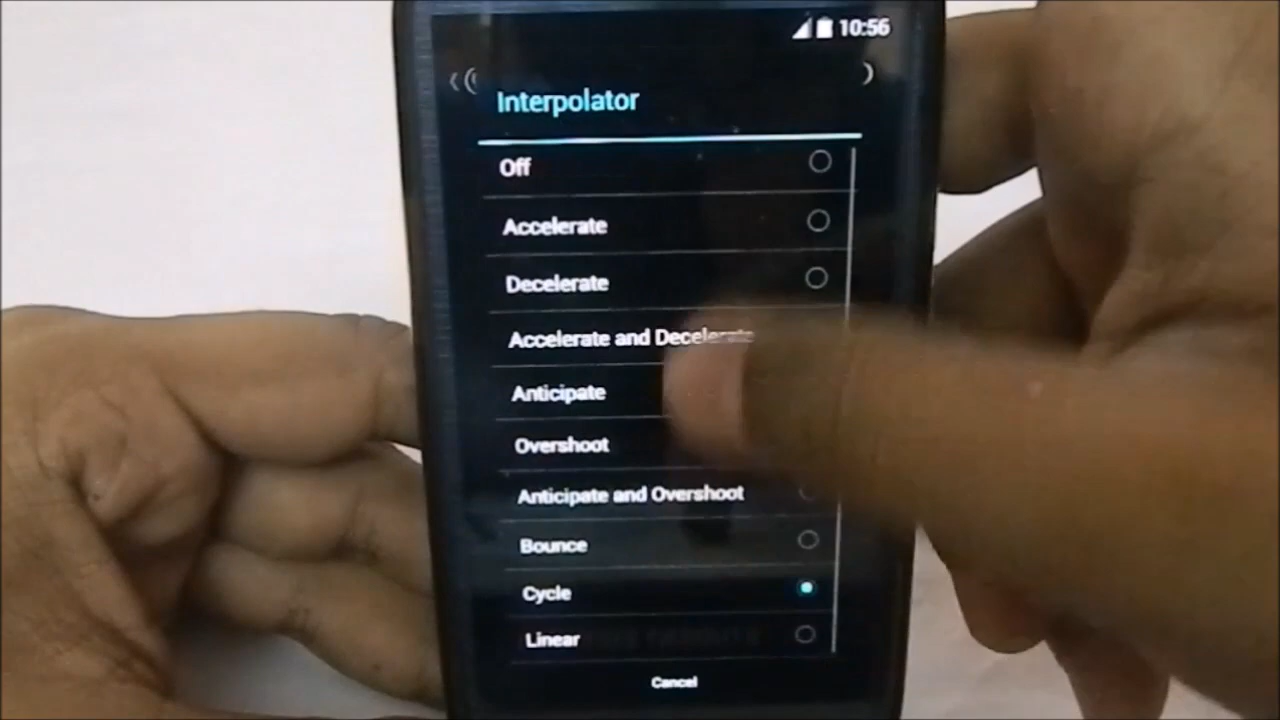 10:56
Interpolator
Off
Accelerate
Decelerate
Accelerate and Decelerate
Anticipate
Overshoot
Anticipate and Overshoot
Bounce
Cycle
Linear
Cancel